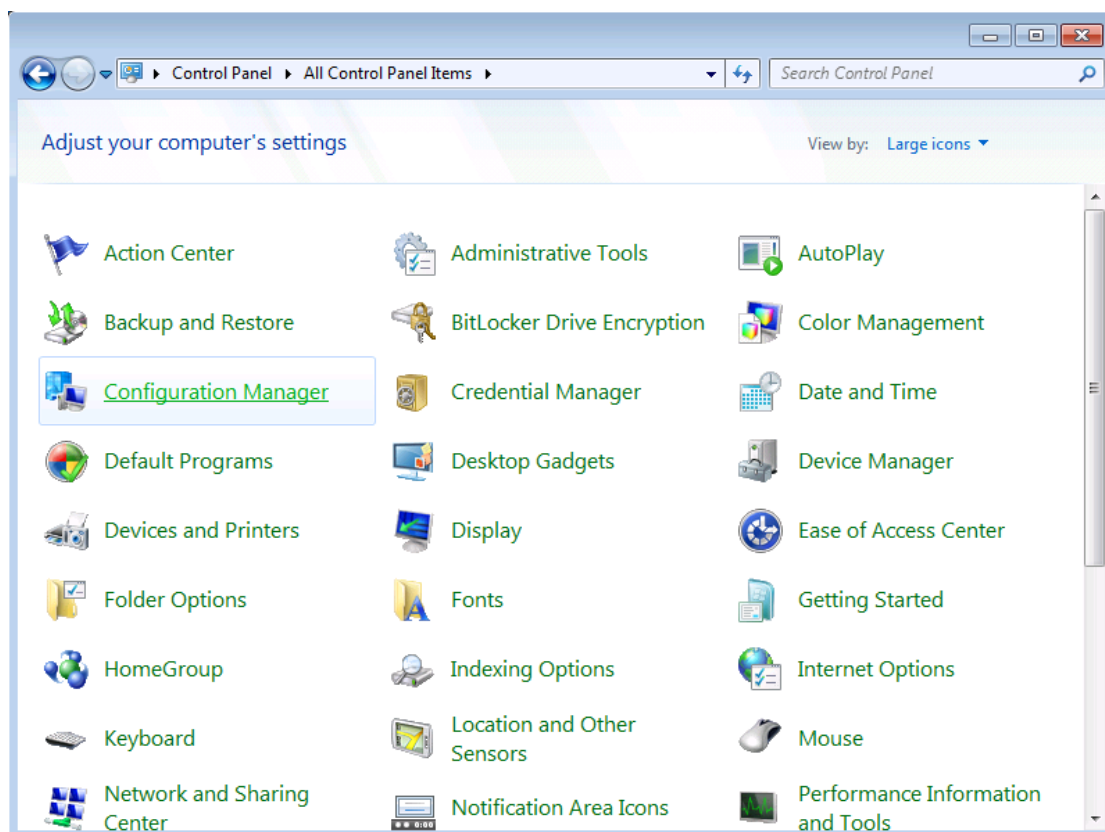 Control Panel ▸ All Control Panel Items ▸
Search Control Panel
Adjust your computer's settings
View by: Large icons
Action Center
Administrative Tools
AutoPlay
Backup and Restore
BitLocker Drive Encryption
Color Management
Configuration Manager
Credential Manager
Date and Time
Default Programs
Desktop Gadgets
Device Manager
Devices and Printers
Display
Ease of Access Center
Folder Options
Fonts
Getting Started
HomeGroup
Indexing Options
Internet Options
Keyboard
Location and Other
Sensors
Mouse
Network and Sharing
Center
Notification Area Icons
Performance Information
and Tools